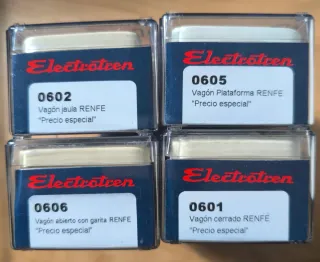 Electrotren
0602
Vagón jaula RENFE
"Precio especial"
Electrotren
0605
Vagón Plataforma RENFE
"Precio especial"
Electrotren
0606
Vagón abierto con garita RENFE
"Precio especial"
Electrotren
0601
Vagón cerrado RENFE
"Precio especial"